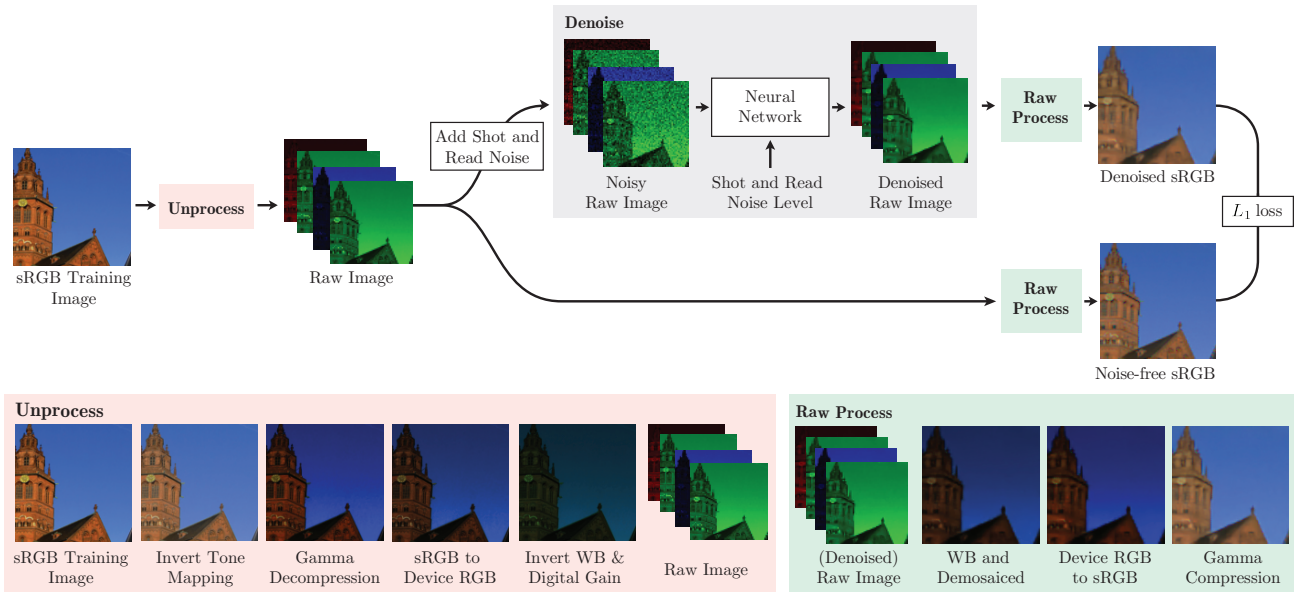 Denoise
Add Shot and
Read Noise
Neural
Network
Raw
Process
Noisy
Raw Image
Shot and Read
Noise Level
Denoised
Raw Image
Denoised sRGB
Unprocess
sRGB Training
Image
Raw Image
L1 loss
Raw
Process
Noise-free sRGB
Unprocess
sRGB Training
Image
Invert Tone
Mapping
Gamma
Decompression
sRGB to
Device RGB
Invert WB &
Digital Gain
Raw Image
Raw Process
(Denoised)
Raw Image
WB and
Demosaiced
Device RGB
to sRGB
Gamma
Compression